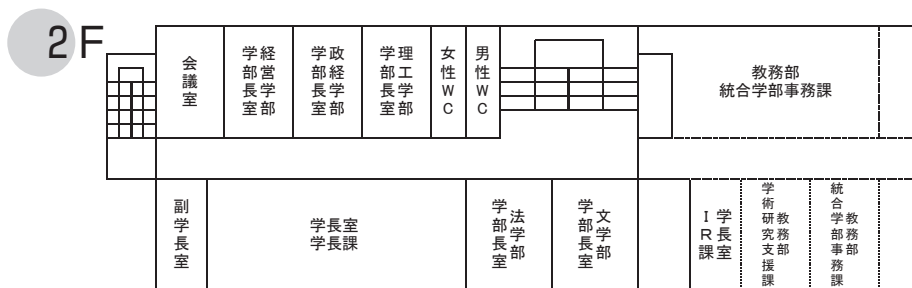 2F
会議室
経営学部
学部長室
政経学部
学部長室
理工学部
学部長室
女性WC
男性WC
教務部
統合学部事務課
副学長室
学長室
学長課
法学部
学部長室
文学部
学部長室
学長室
IR課
教務部
学術研究支援課
教務部
統合学部事務課